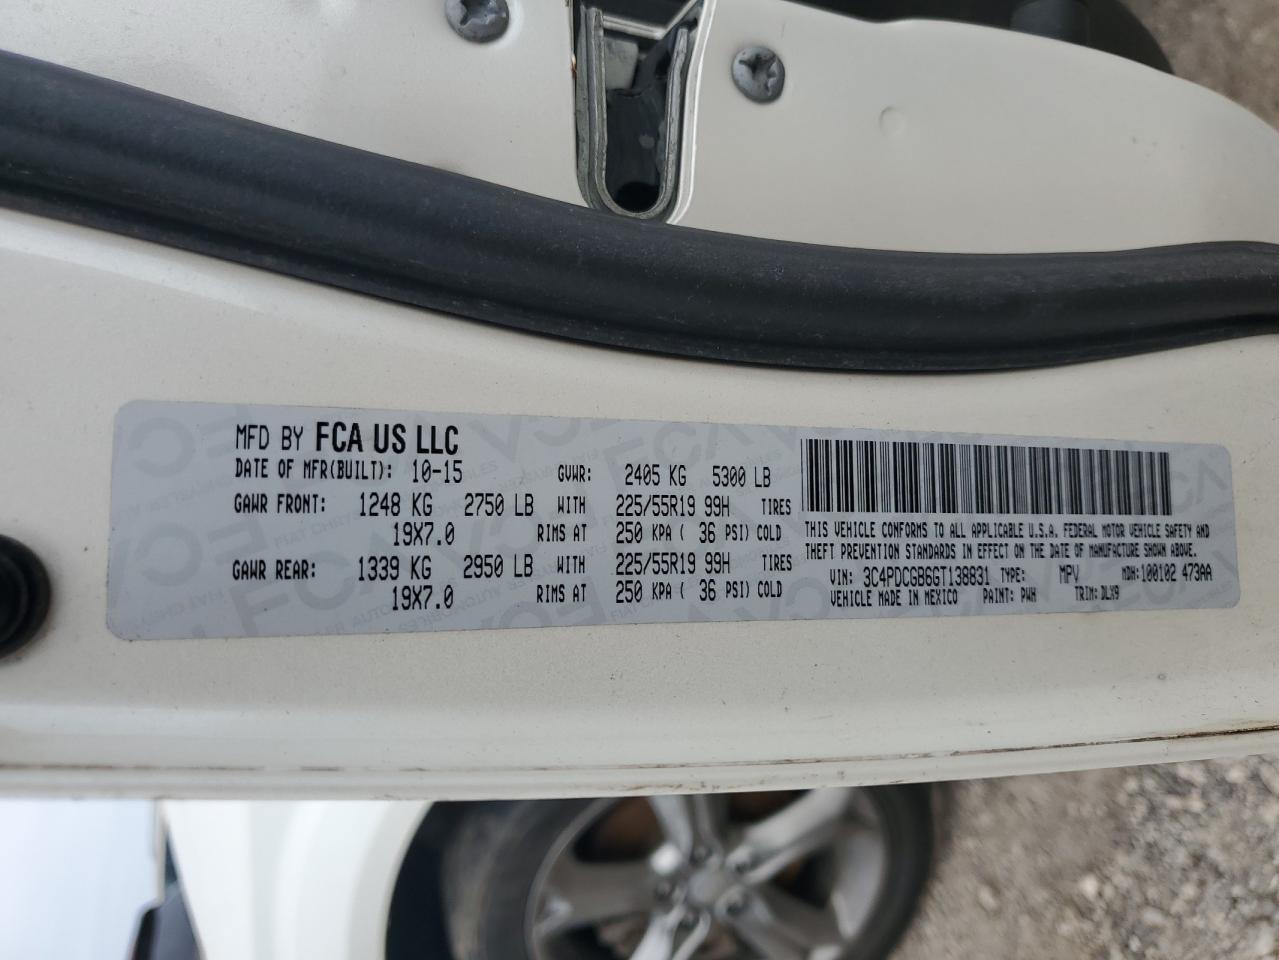 MFD BY FCA US LLC
DATE OF MFR(BUILT): 10-15 GVWR: 2405 KG 5300 LB
GAWR FRONT: 1248 KG 2750 LB WITH 225/55R19 99H TIRES
19X7.0 RIMS AT 250 KPA ( 36 PSI) COLD
GAWR REAR: 1339 KG 2950 LB WITH 225/55R19 99H TIRES
19X7.0 RIMS AT 250 KPA ( 36 PSI) COLD
THIS VEHICLE CONFORMS TO ALL APPLICABLE U.S.A. FEDERAL MOTOR VEHICLE SAFETY AND
THEFT PREVENTION STANDARDS IN EFFECT ON THE DATE OF MANUFACTURE SHOWN ABOVE.
VIN: 3C4PDCGB6GT138831 TYPE: MPV MDH: 100102 473AA
VEHICLE MADE IN MEXICO PAINT: PWH TRIM: DLX9